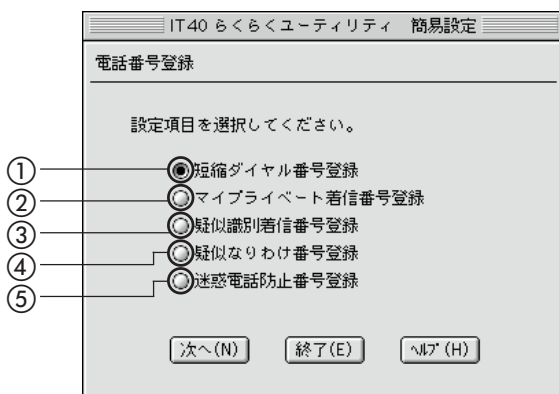 IT40 らくらくユーティリティ 簡易設定
電話番号登録
設定項目を選択してください。
① 短縮ダイヤル番号登録
② マイプライベート着信番号登録
③ 疑似識別着信番号登録
④ 疑似なりわけ番号登録
⑤ 迷惑電話防止番号登録
次へ(N) 終了(E) ﾍﾙﾌﾟ(H)